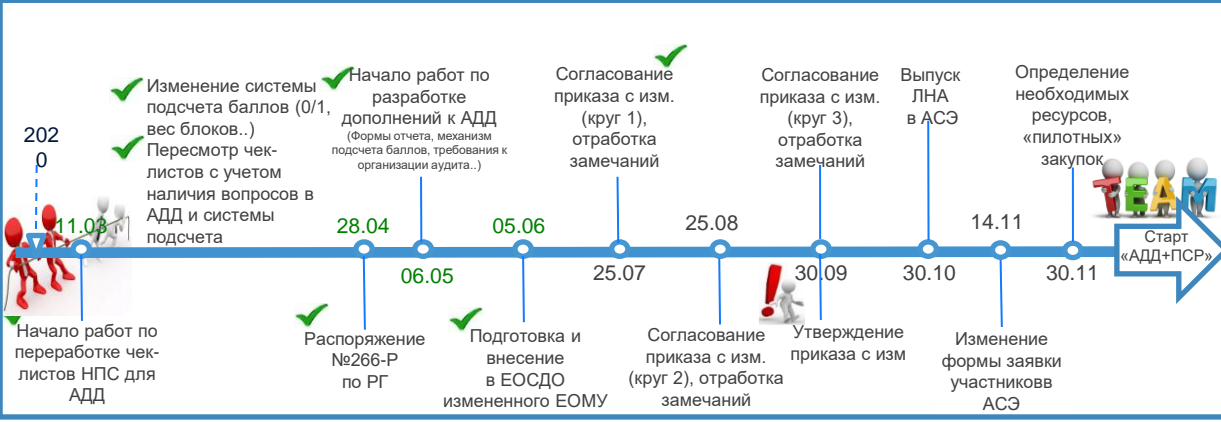 202
0
Изменение системы
подсчета баллов (0/1,
вес блоков..)
Пересмотр чек-
листов с учетом
наличия вопросов в
АДД и системы
подсчета
Начало работ по
разработке
дополнений к АДД
(Формы отчета, механизм
подсчета баллов, требования к
организации аудита..)
Согласование
приказа с изм.
(круг 1),
отработка
замечаний
Согласование
приказа с изм.
(круг 3),
отработка
замечаний
Выпуск
ЛНА
в АСЭ
Определение
необходимых
ресурсов,
«пилотных»
закупок
TEAM
11.03
28.04
06.05
05.06
25.07
25.08
30.09
30.10
14.11
30.11
Старт
«АДД+ПСР»
Начало работ по
переработке чек-
листов НПС для
АДД
Распоряжение
№266-Р
по РГ
Подготовка и
внесение
в ЕОСДО
измененного ЕОМУ
Согласование
приказа с изм.
(круг 2), отработка
замечаний
Утверждение
приказа с изм
Изменение
формы заявки
участниковв
АСЭ